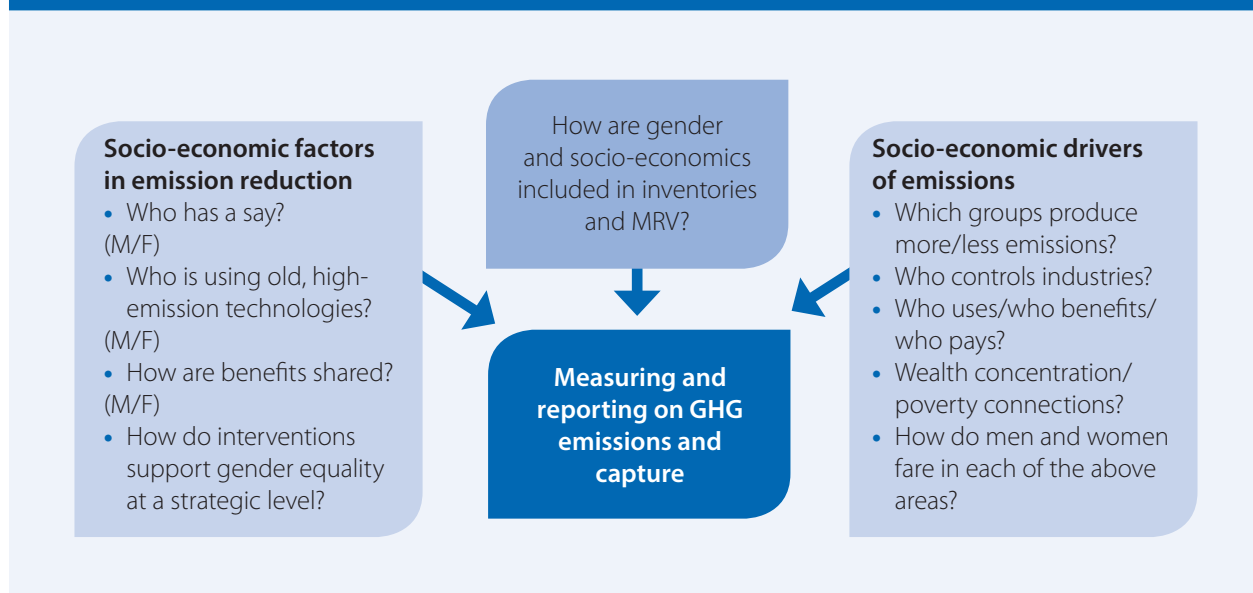 Socio-economic factors
in emission reduction
• Who has a say?
(M/F)
• Who is using old, high-
emission technologies?
(M/F)
• How are benefits shared?
(M/F)
• How do interventions
support gender equality
at a strategic level?
How are gender
and socio-economics
included in inventories
and MRV?
Measuring and
reporting on GHG
emissions and
capture
Socio-economic drivers
of emissions
• Which groups produce
more/less emissions?
• Who controls industries?
• Who uses/who benefits/
who pays?
• Wealth concentration/
poverty connections?
• How do men and women
fare in each of the above
areas?